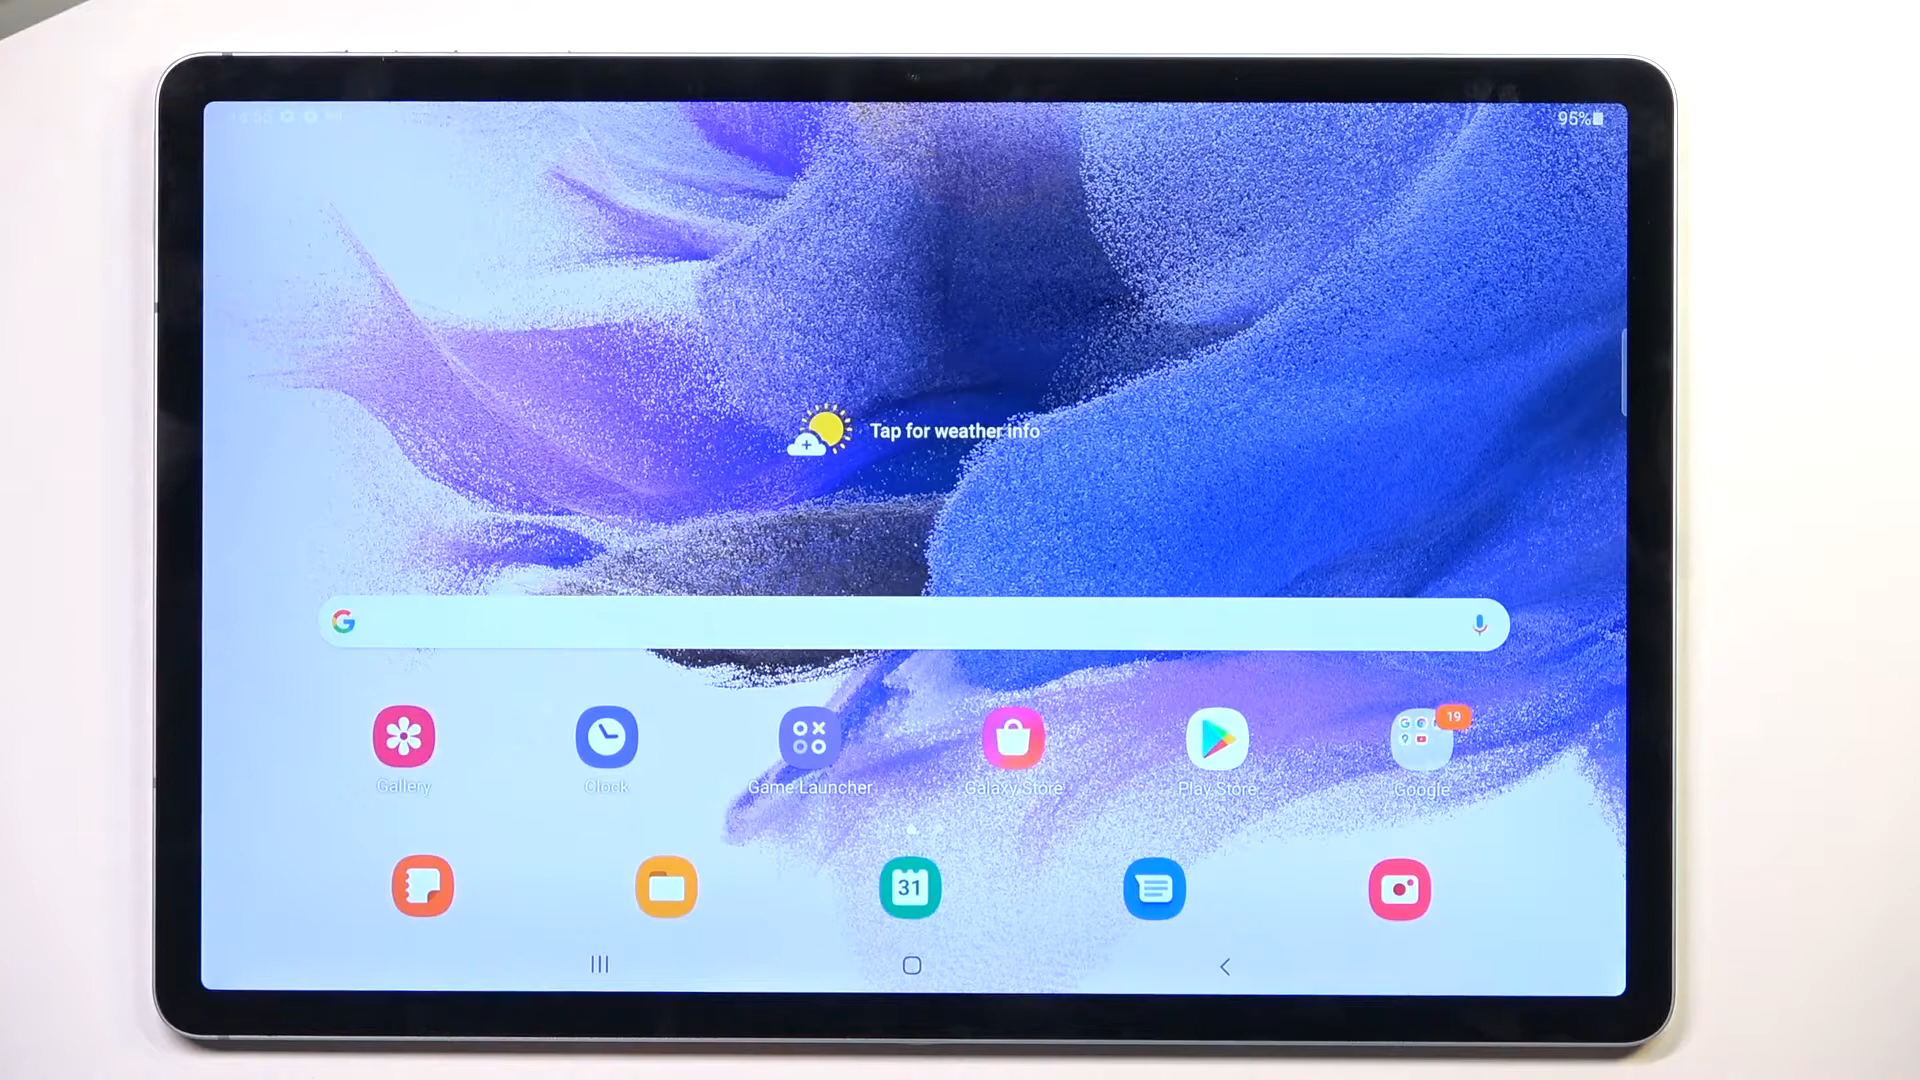 95%
Tap for weather info
G
Gallery
Clock
Game Launcher
Galaxy Store
Play Store
19
Google
31